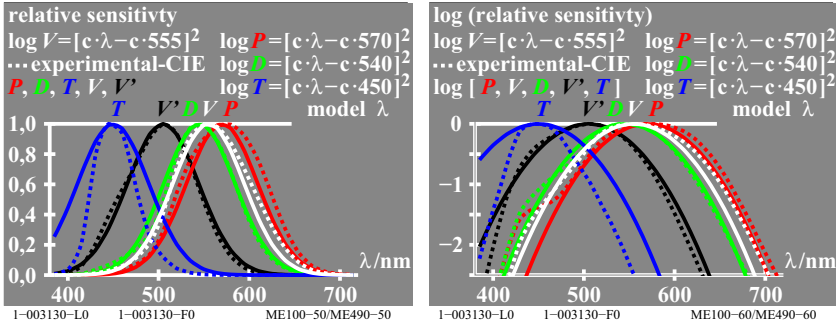 relative sensitivty
log V=[c·λ−c·555]² log P=[c·λ−c·570]²
experimental-CIE log D=[c·λ−c·540]²
P, D, T, V, V' log T=[c·λ−c·450]²
T V' D V P model λ
1,0
0,8
0,6
0,4
0,2
0,0
λ/nm
400 500 600 700
1−003130−L0 1−003130−F0 ME100−50/ME490−50
log (relative sensitivity)
log V=[c·λ−c·555]² log P=[c·λ−c·570]²
experimental-CIE log D=[c·λ−c·540]²
log [ P, V, D, V', T ] log T=[c·λ−c·450]²
T V' D V P model λ
0
−1
−2
λ/nm
400 500 600 700
1−003130−L0 1−003130−F0 ME100−60/ME490−60